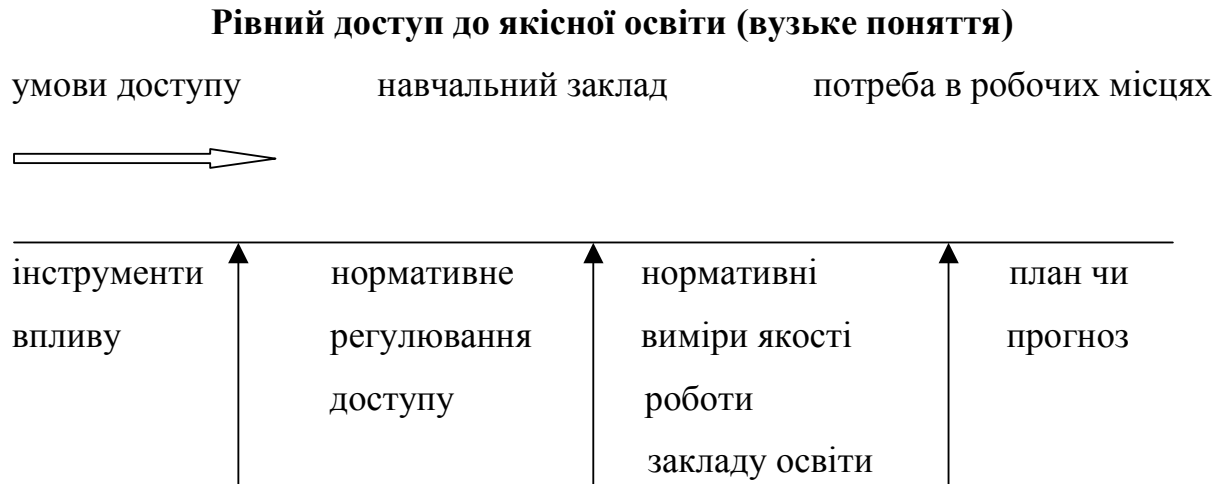 Рівний доступ до якісної освіти (вузьке поняття)
умови доступу навчальний заклад потреба в робочих місцях
інструменти нормативне нормативні план чи
впливу регулювання виміри якості прогноз
доступу роботи
закладу освіти